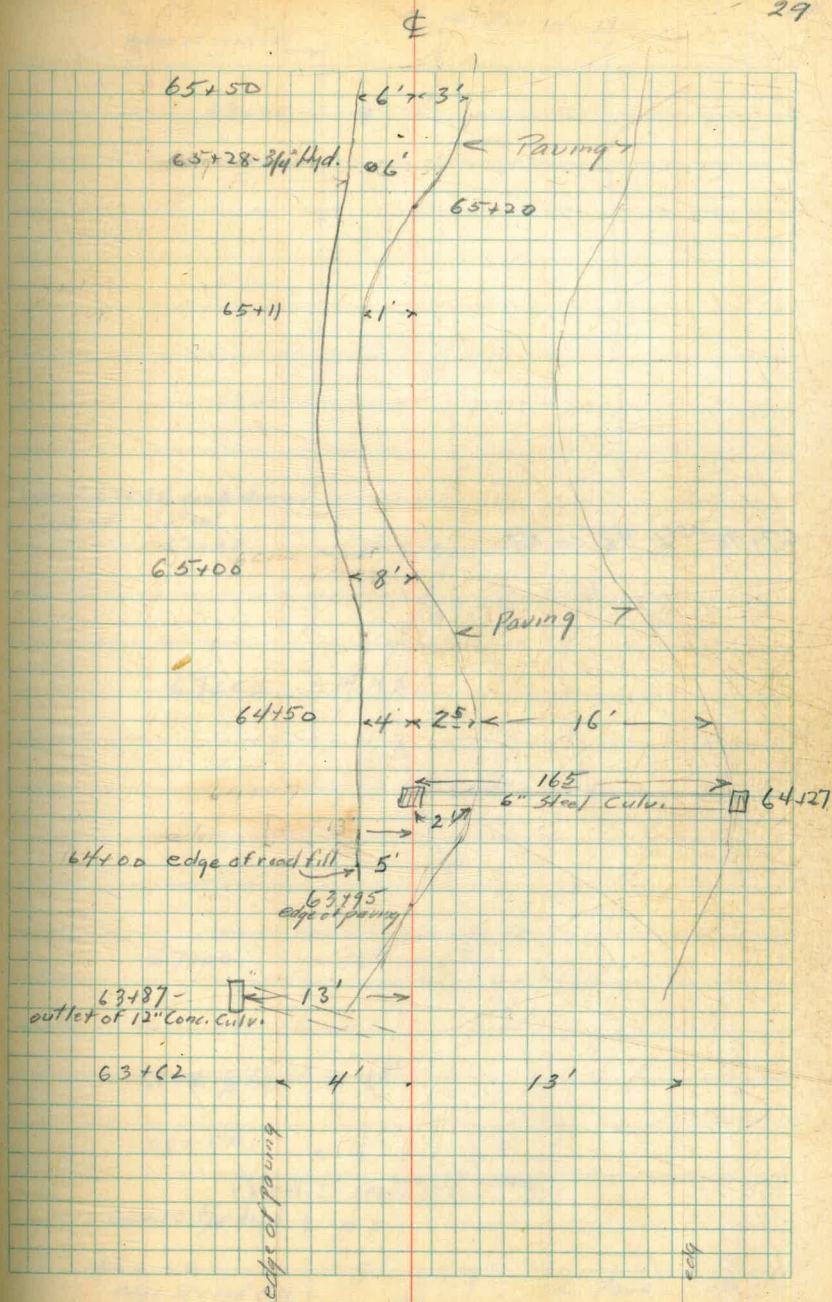 29
℄
65+50 6' 3'
65+28-3/4" Hyd. 6' Paving
65+20
65+11 1'
65+00 8'
Paving
64+50 4 2 5 16'
16 5
6" Steel Culv. 64+27
2'
64+00 edge of road fill 5'
63+95
edge of paving
63+87- 13'
outlet of 12" Conc. Culv.
63+62 4' 13'
edge of paving
edg